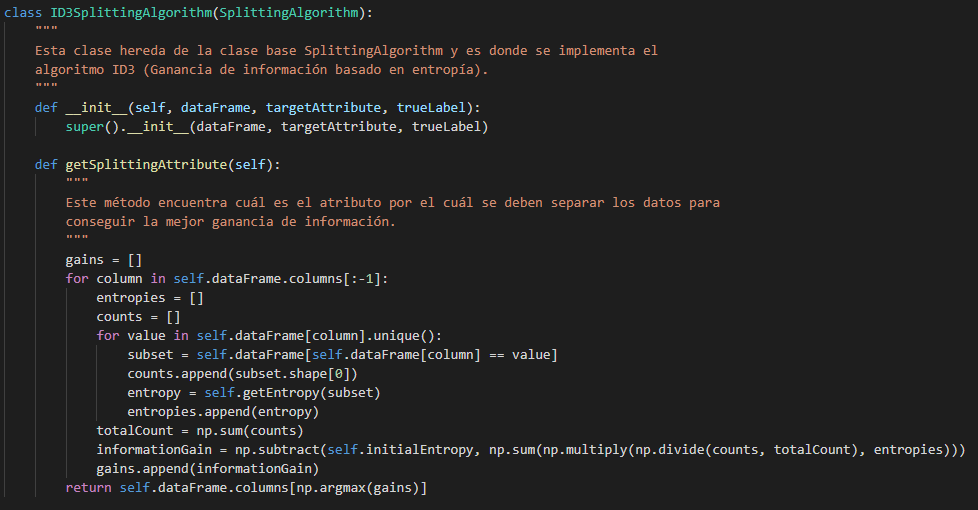 class ID3SplittingAlgorithm(SplittingAlgorithm):
    """
    Esta clase hereda de la clase base SplittingAlgorithm y es donde se implementa el
    algoritmo ID3 (Ganancia de información basado en entropía).
    """
    def __init__(self, dataFrame, targetAttribute, trueLabel):
        super().__init__(dataFrame, targetAttribute, trueLabel)

    def getSplittingAttribute(self):
        """
        Este método encuentra cuál es el atributo por el cuál se deben separar los datos para
        conseguir la mejor ganancia de información.
        """
        gains = []
        for column in self.dataFrame.columns[:-1]:
            entropies = []
            counts = []
            for value in self.dataFrame[column].unique():
                subset = self.dataFrame[self.dataFrame[column] == value]
                counts.append(subset.shape[0])
                entropy = self.getEntropy(subset)
                entropies.append(entropy)
            totalCount = np.sum(counts)
            informationGain = np.subtract(self.initialEntropy, np.sum(np.multiply(np.divide(counts, totalCount), entropies)))
            gains.append(informationGain)
        return self.dataFrame.columns[np.argmax(gains)]